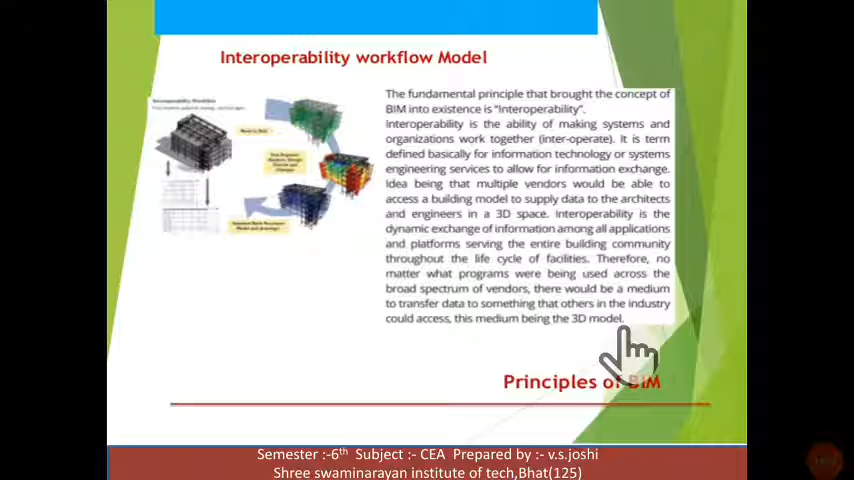 Interoperability workflow Model
Interoperability Workflow
The fundamental principle that brought the concept of
BIM into existence is “Interoperability”.
Interoperability is the ability of making systems and
organizations work together (inter-operate). It is term
defined basically for information technology or systems
engineering services to allow for information exchange.
Idea being that multiple vendors would be able to
access a building model to supply data to the architects
and engineers in a 3D space. Interoperability is the
dynamic exchange of information among all applications
and platforms serving the entire building community
throughout the life cycle of facilities. Therefore, no
matter what programs were being used across the
broad spectrum of vendors, there would be a medium
to transfer data to something that others in the industry
could access, this medium being the 3D model.
Principles of BIM
Semester :-6th Subject :- CEA Prepared by :- v.s.joshi
Shree swaminarayan institute of tech,Bhat(125)